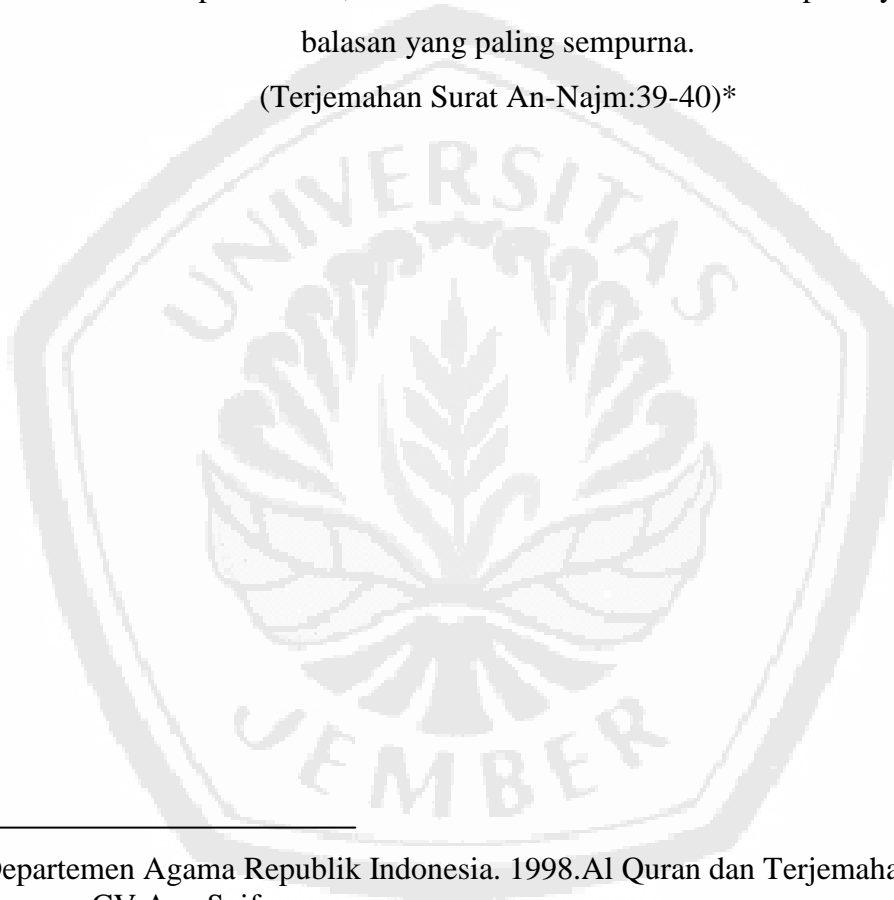 balasan yang paling sempurna.
(Terjemahan Surat An-Najm:39-40)*
UNIVERSITAS
JEMBER
Departemen Agama Republik Indonesia. 1998.Al Quran dan Terjemaha